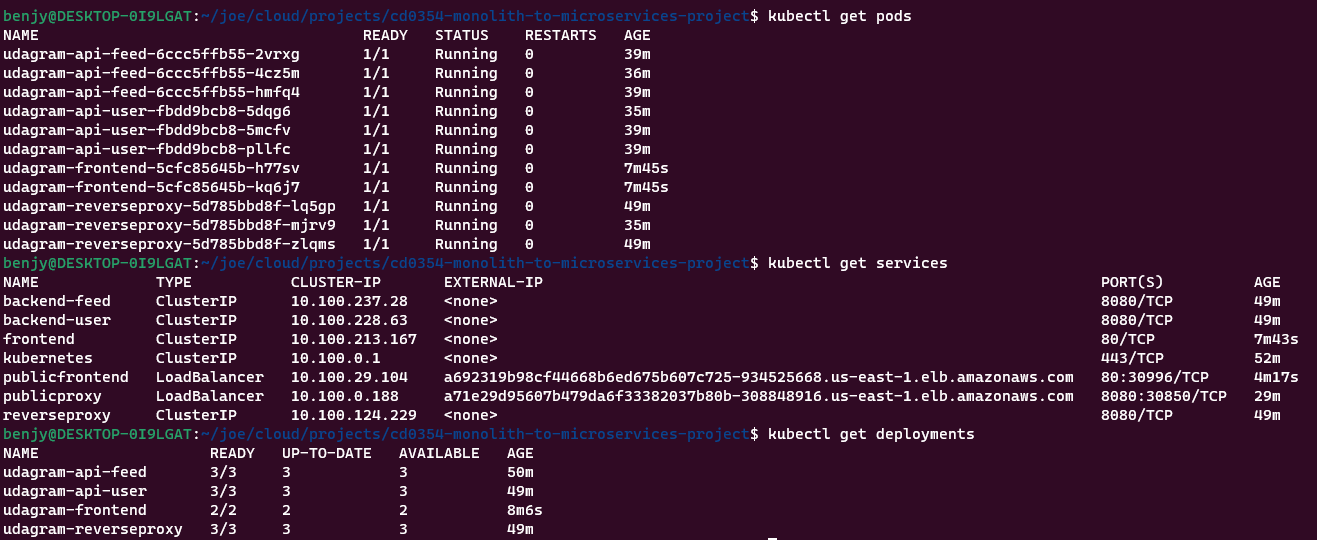 benjy@DESKTOP-0I9LGAT:~/joe/cloud/projects/cd0354-monolith-to-microservices-project$ kubectl get pods
NAME READY STATUS RESTARTS AGE
udagram-api-feed-6ccc5ffb55-2vrxg 1/1 Running 0 39m
udagram-api-feed-6ccc5ffb55-4cz5m 1/1 Running 0 36m
udagram-api-feed-6ccc5ffb55-hmfq4 1/1 Running 0 39m
udagram-api-user-fbdd9bcb8-5dqg6 1/1 Running 0 35m
udagram-api-user-fbdd9bcb8-5mcfv 1/1 Running 0 39m
udagram-api-user-fbdd9bcb8-pllfc 1/1 Running 0 39m
udagram-frontend-5cfc85645b-h77sv 1/1 Running 0 7m45s
udagram-frontend-5cfc85645b-kq6j7 1/1 Running 0 7m45s
udagram-reverseproxy-5d785bbd8f-lq5gp 1/1 Running 0 49m
udagram-reverseproxy-5d785bbd8f-mjrv9 1/1 Running 0 35m
udagram-reverseproxy-5d785bbd8f-zlqms 1/1 Running 0 49m
benjy@DESKTOP-0I9LGAT:~/joe/cloud/projects/cd0354-monolith-to-microservices-project$ kubectl get services
NAME TYPE CLUSTER-IP EXTERNAL-IP PORT(S) AGE
backend-feed ClusterIP 10.100.237.28 <none> 8080/TCP 49m
backend-user ClusterIP 10.100.228.63 <none> 8080/TCP 49m
frontend ClusterIP 10.100.213.167 <none> 80/TCP 7m43s
kubernetes ClusterIP 10.100.0.1 <none> 443/TCP 52m
publicfrontend LoadBalancer 10.100.29.104 a692319b98cf44668b6ed675b607c725-934525668.us-east-1.elb.amazonaws.com 80:30996/TCP 4m17s
publicproxy LoadBalancer 10.100.0.188 a71e29d95607b479da6f33382037b80b-308848916.us-east-1.elb.amazonaws.com 8080:30850/TCP 29m
reverseproxy ClusterIP 10.100.124.229 <none> 8080/TCP 49m
benjy@DESKTOP-0I9LGAT:~/joe/cloud/projects/cd0354-monolith-to-microservices-project$ kubectl get deployments
NAME READY UP-TO-DATE AVAILABLE AGE
udagram-api-feed 3/3 3 3 50m
udagram-api-user 3/3 3 3 49m
udagram-frontend 2/2 2 2 8m6s
udagram-reverseproxy 3/3 3 3 49m